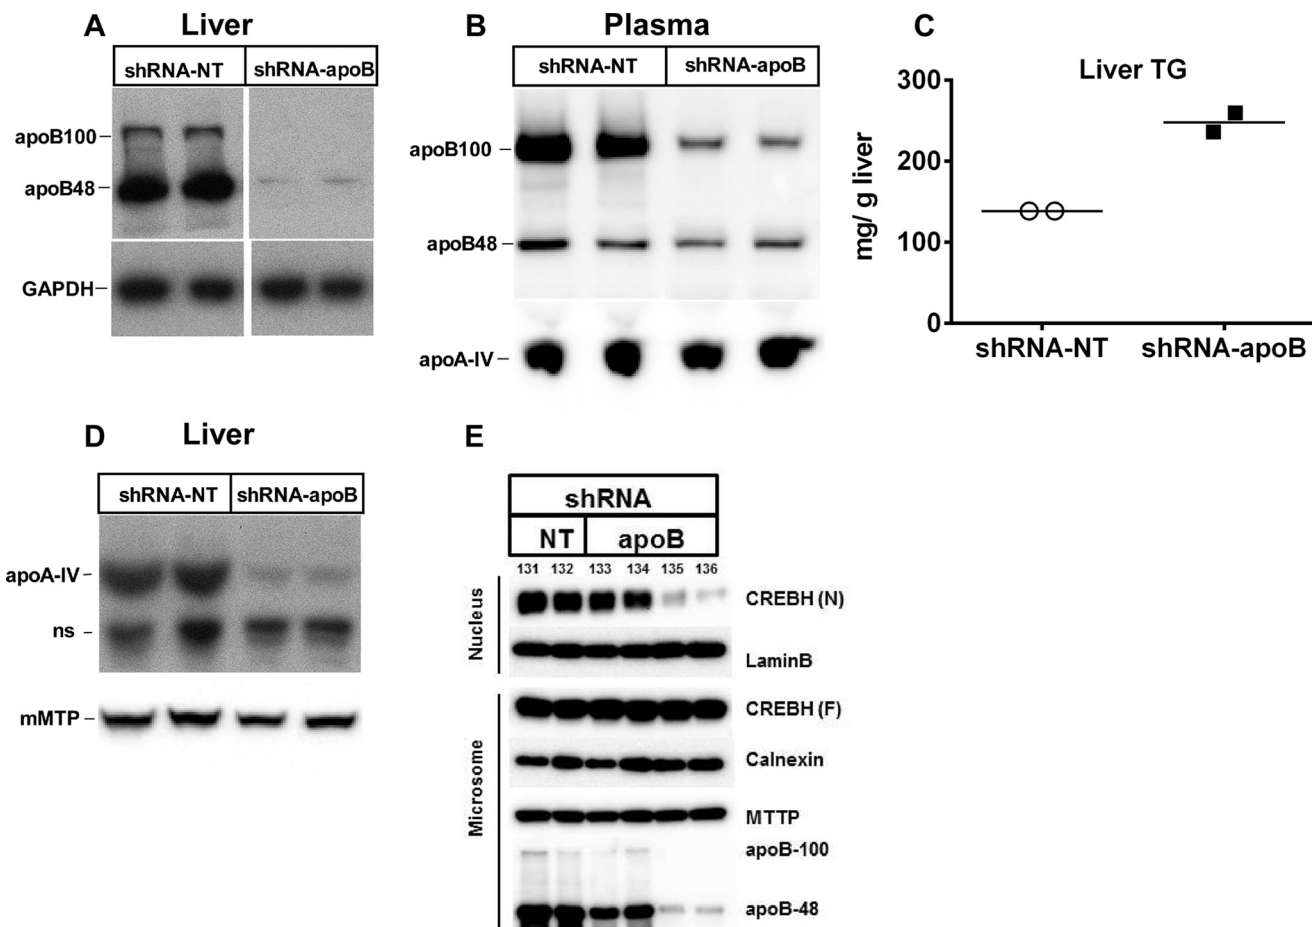 A Liver
shRNA-NT shRNA-apoB
apoB100
apoB48
GAPDH
B Plasma
shRNA-NT shRNA-apoB
apoB100
apoB48
apoA-IV
C
Liver TG
mg/ g liver
300
200
100
0
shRNA-NT shRNA-apoB
D Liver
shRNA-NT shRNA-apoB
apoA-IV
ns
mMTP
E
shRNA
NT apoB
131 132 133 134 135 136
Nucleus
CREBH (N)
LaminB
Microsome
CREBH (F)
Calnexin
MTTP
apoB-100
apoB-48